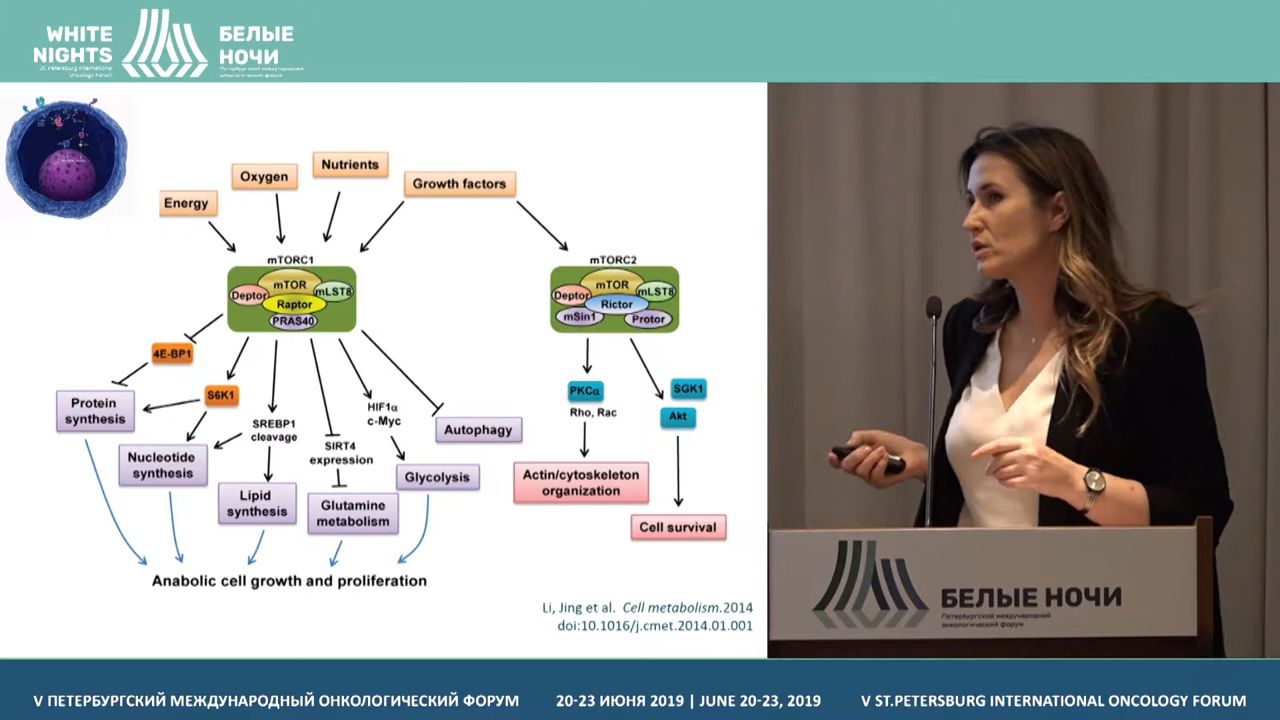 WHITE
NIGHTS
St. Petersburg International
Oncology Forum
БЕЛЫЕ
НОЧИ
Петербургский международный
онкологический форум
Nutrients
Oxygen
Growth factors
Energy
mTORC1
mTOR
Deptor
mLST8
Raptor
PRAS40
mTORC2
mTOR
Deptor
mLST8
Rictor
mSin1
Protor
4E-BP1
S6K1
Protein
synthesis
Nucleotide
synthesis
SREBP1
cleavage
Lipid
synthesis
SIRT4
expression
Glutamine
metabolism
HIF1α
c-Myc
Glycolysis
Autophagy
PKCα
Rho, Rac
Actin/cytoskeleton
organization
SGK1
Akt
Cell survival
Anabolic cell growth and proliferation
Li, Jing et al. Cell metabolism.2014
doi:10.1016/j.cmet.2014.01.001
БЕЛЫЕ НОЧИ
Петербургский международный
онкологический форум
V ПЕТЕРБУРГСКИЙ МЕЖДУНАРОДНЫЙ ОНКОЛОГИЧЕСКИЙ ФОРУМ
20-23 ИЮНЯ 2019 | JUNE 20-23, 2019
V ST.PETERSBURG INTERNATIONAL ONCOLOGY FORUM